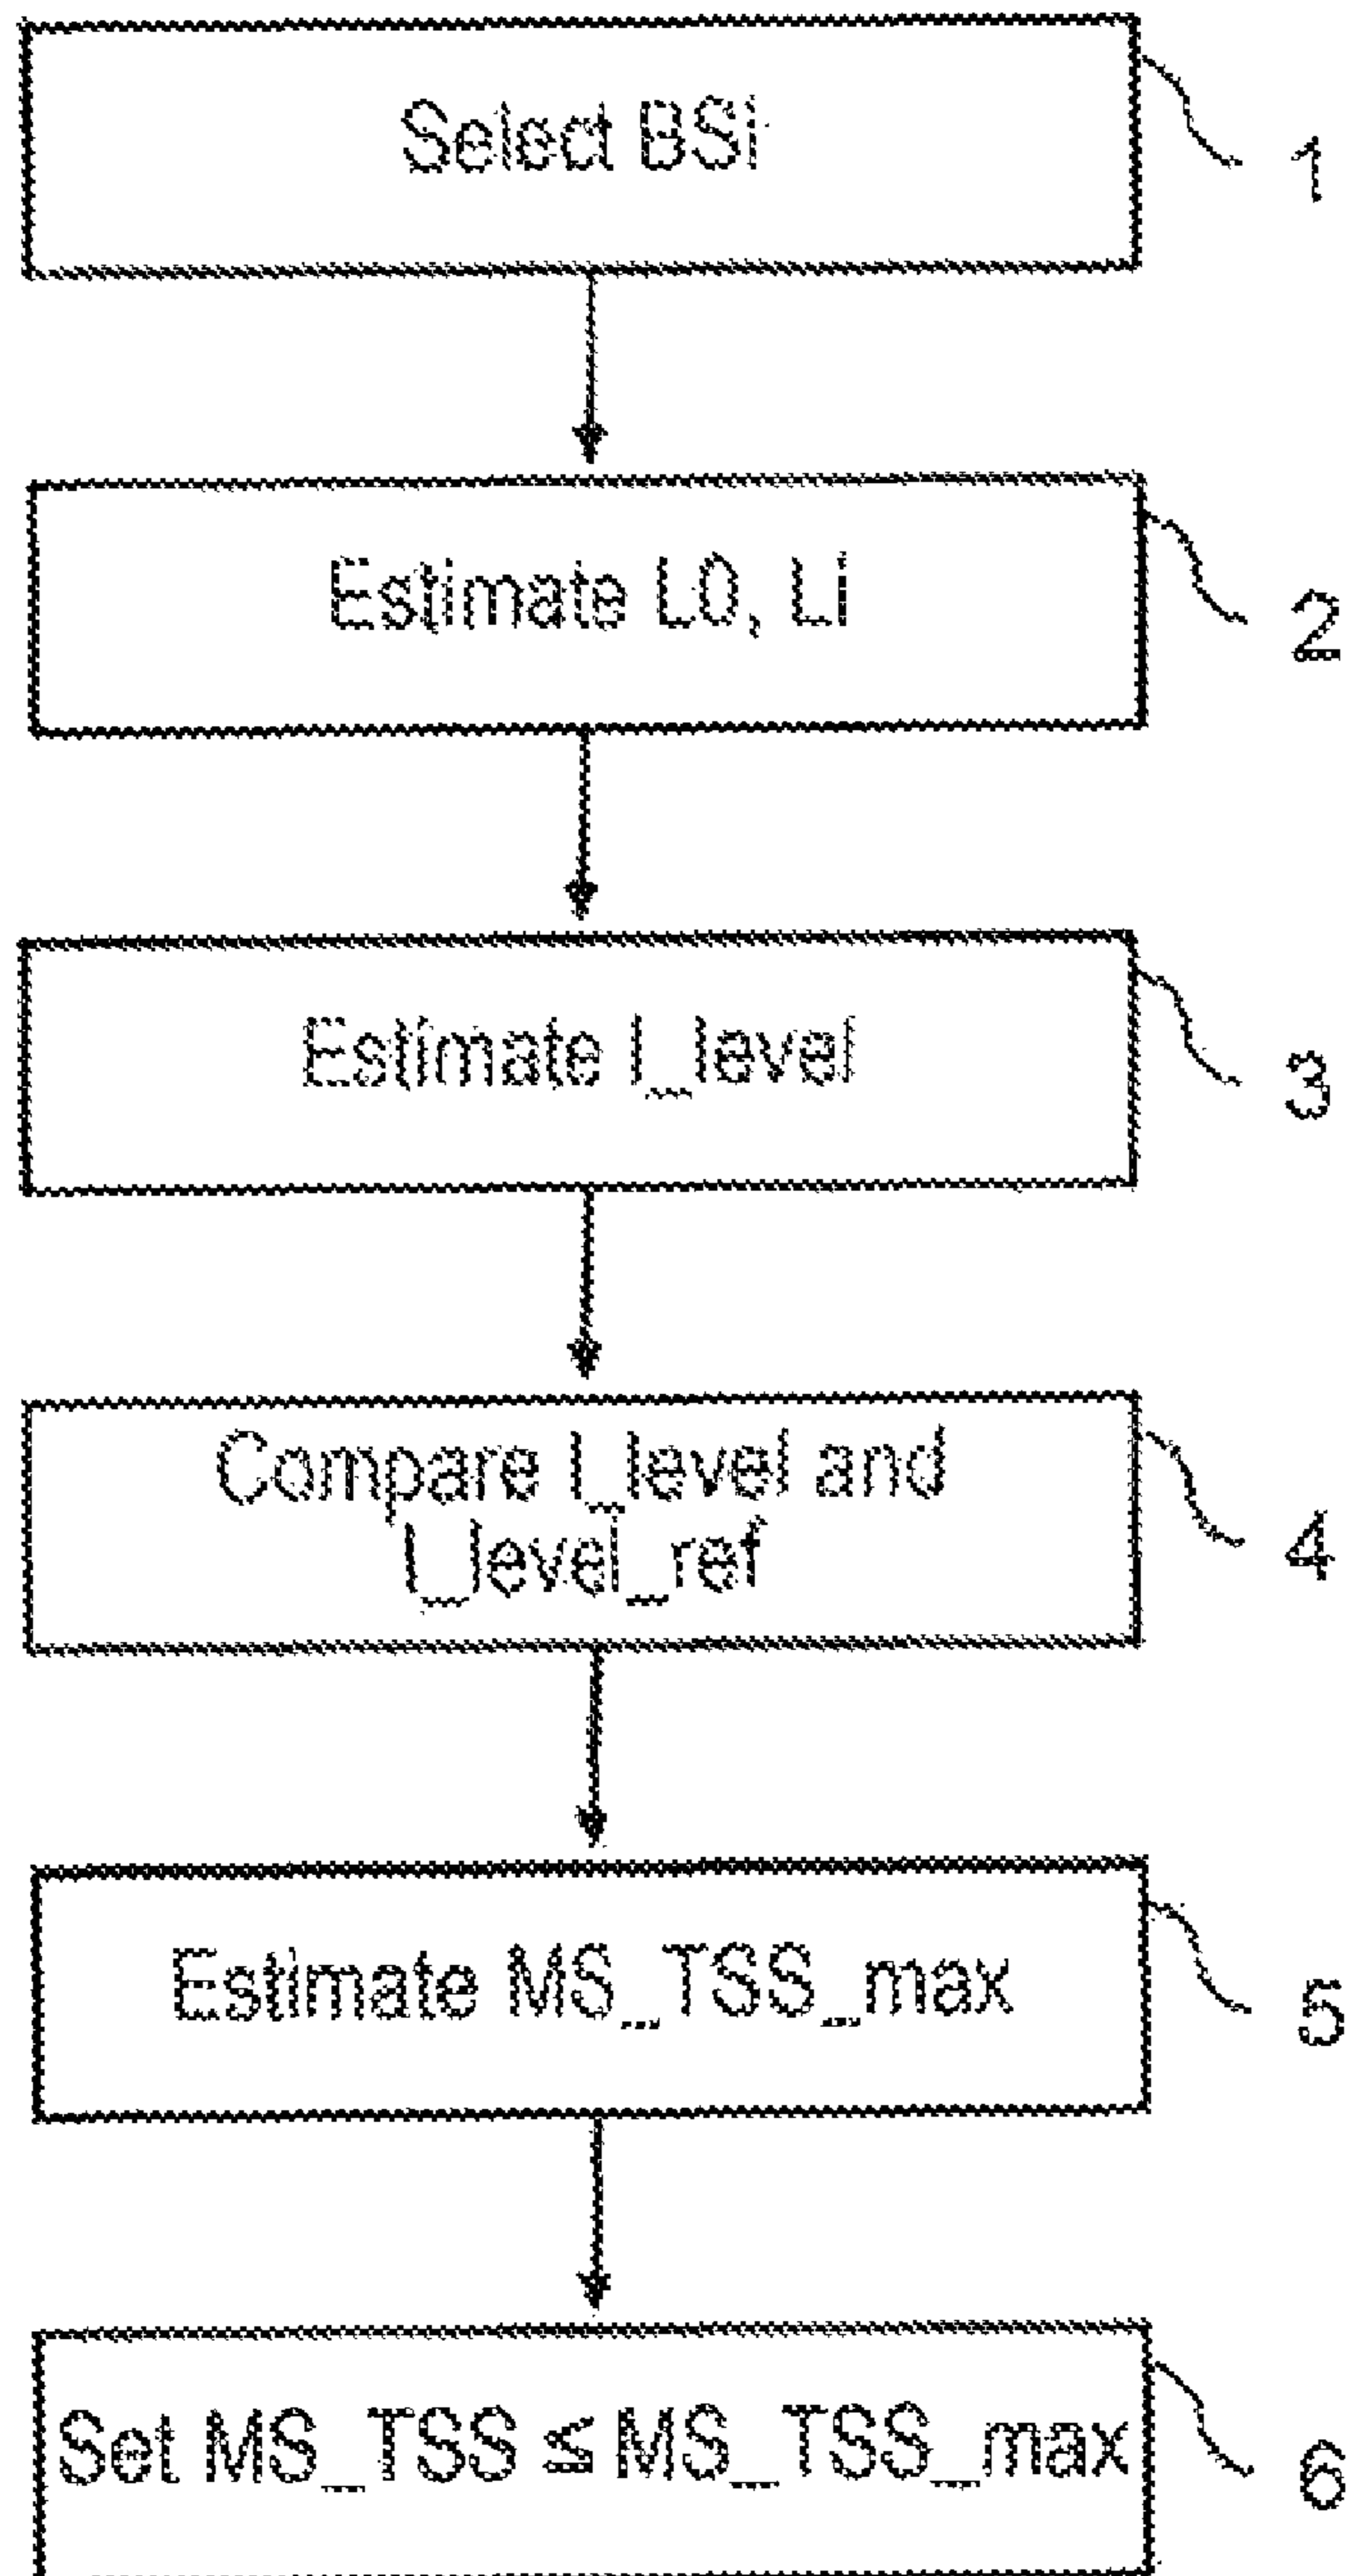 Select BSi
1
Estimate L0, Li
2
Estimate I_level
3
Compare I_level and
I_level_ref
4
Estimate MS_TSS_max
5
Set MS_TSS ≦ MS_TSS_max
6